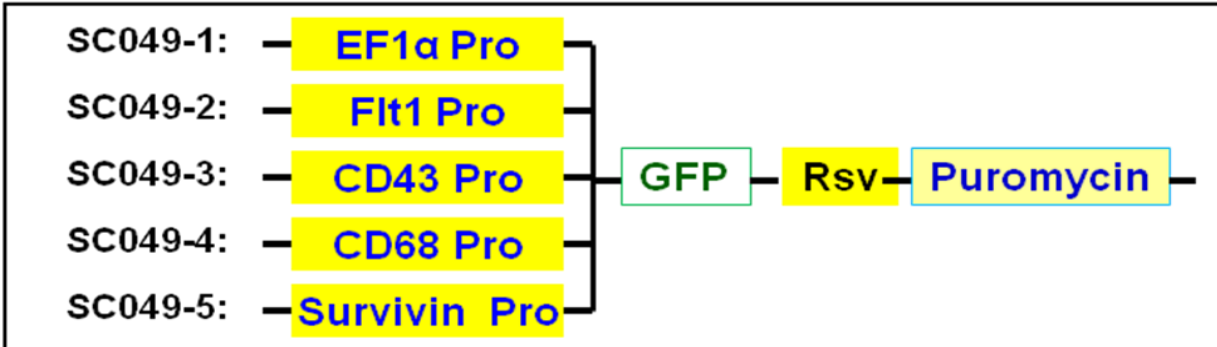 SC049-1: EF1α Pro
SC049-2: Flt1 Pro
SC049-3: CD43 Pro GFP Rsv Puromycin
SC049-4: CD68 Pro
SC049-5: Survivin Pro